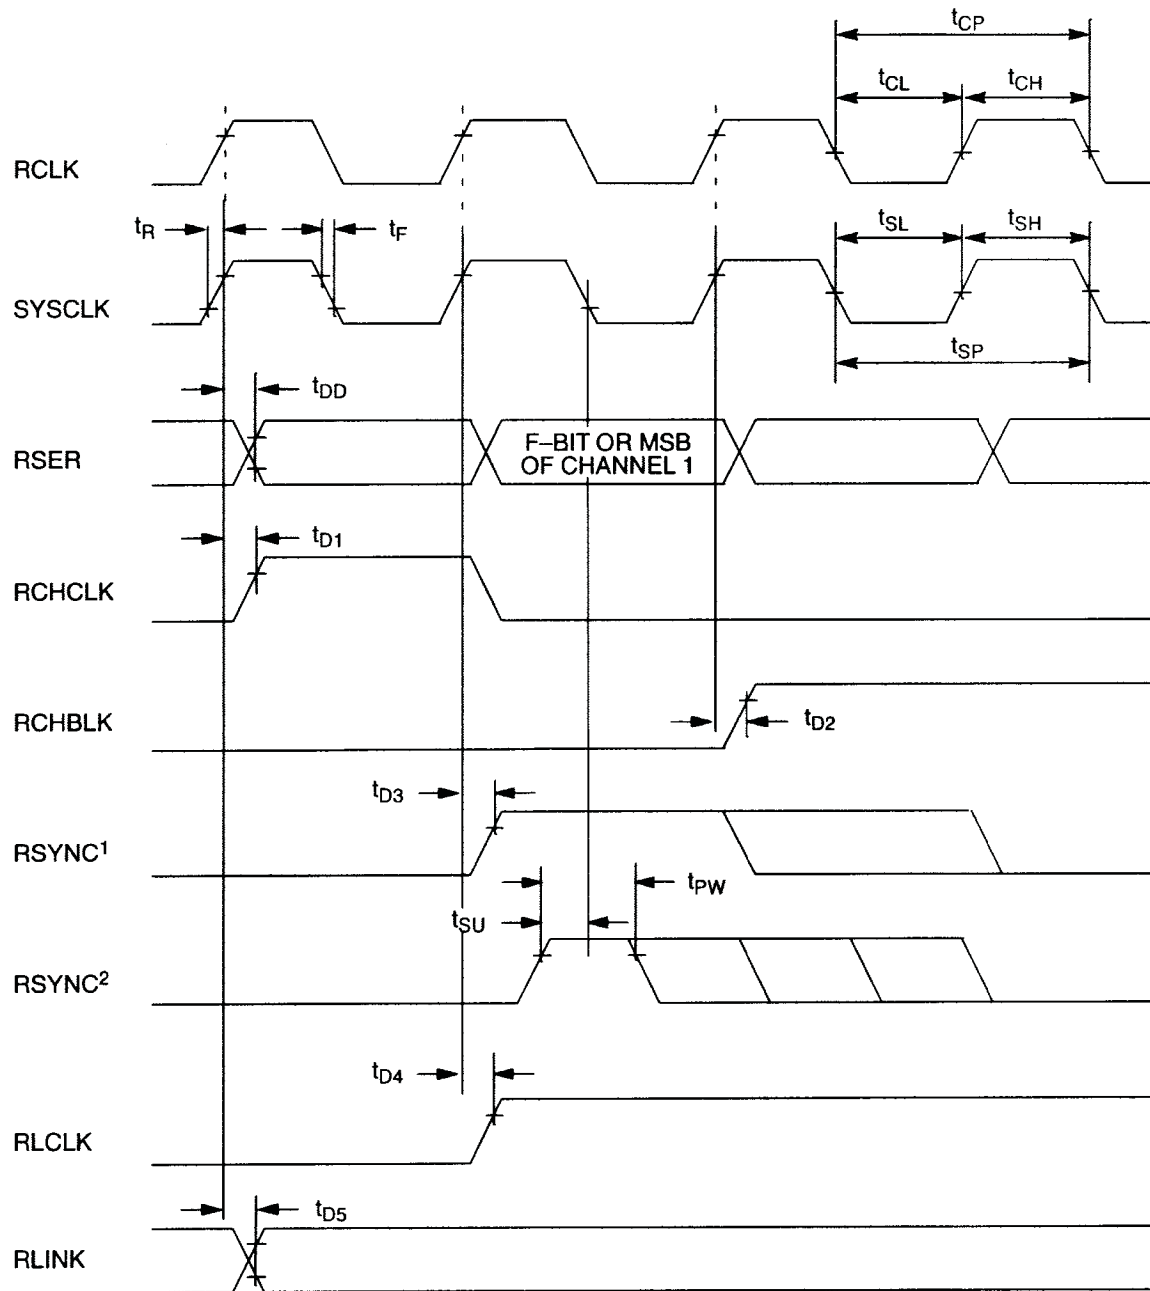 tCP
tCL tCH
RCLK
tR tF tSL tSH
SYSCLK
tSP
tDD
RSER F–BIT OR MSB
OF CHANNEL 1
tD1
RCHCLK
RCHBLK tD2
tD3
RSYNC1
tPW
tSU
RSYNC2
tD4
RLCLK
tD5
RLINK